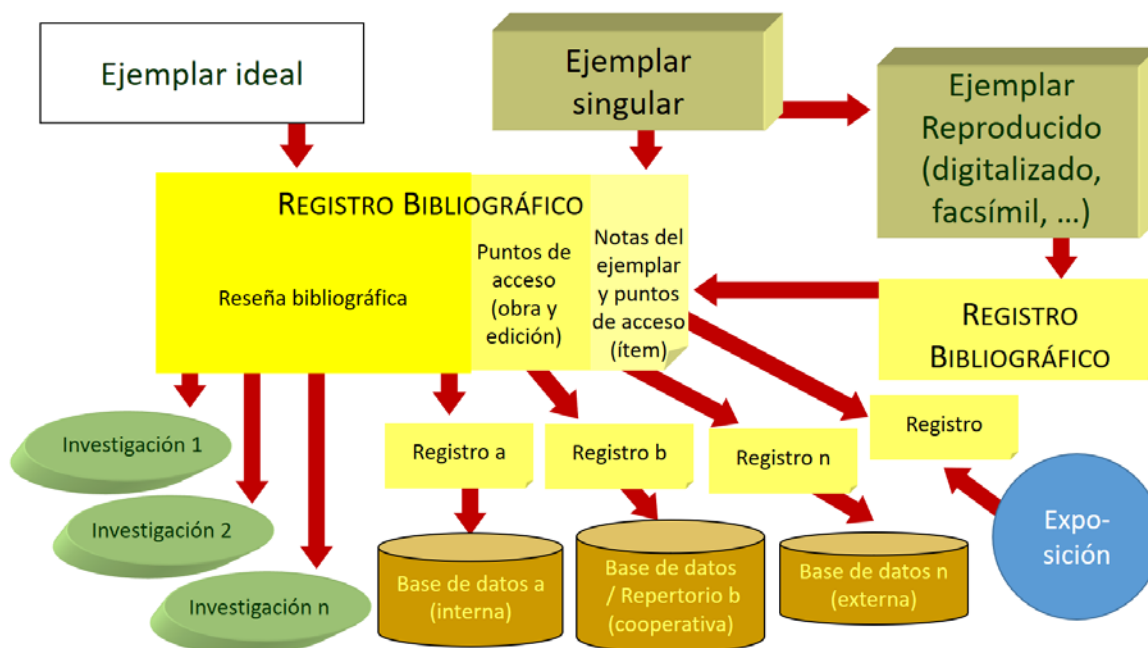 Ejemplar ideal
Ejemplar
singular
Ejemplar
Reproducido
(digitalizado,
facsímil, …)
REGISTRO BIBLIOGRÁFICO
Reseña bibliográfica
Puntos de
acceso
(obra y
edición)
Notas del
ejemplar
y puntos
de acceso
(ítem)
REGISTRO
BIBLIOGRÁFICO
Investigación 1
Investigación 2
Investigación n
Registro a
Registro b
Registro n
Registro
Base de datos a
(interna)
Base de datos
/ Repertorio b
(cooperativa)
Base de datos n
(externa)
Expo-
sición